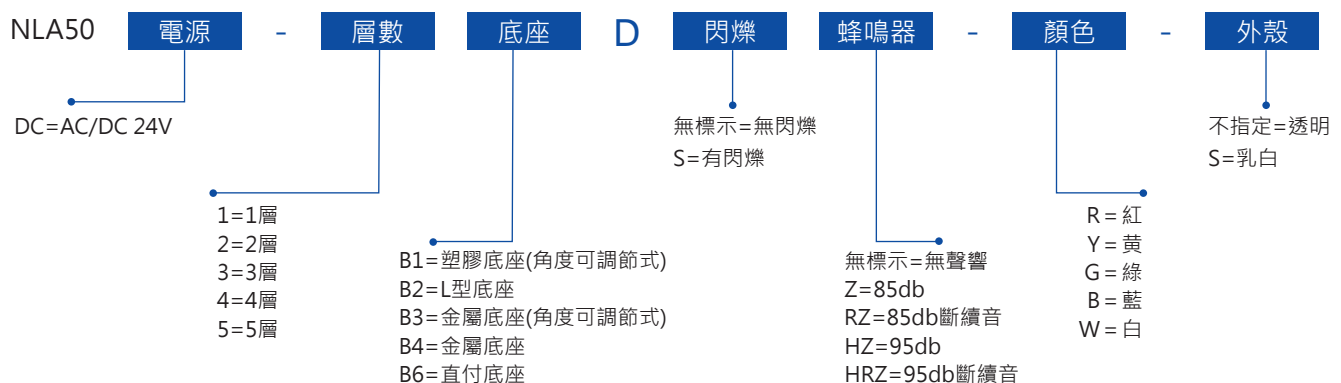 NLA50 電源 - 層數 底座 D 閃爍 蜂鳴器 - 顏色 - 外殼
DC=AC/DC 24V
無標示=無閃爍
S=有閃爍
不指定=透明
S=乳白
1=1層
2=2層
3=3層
4=4層
5=5層
B1=塑膠底座(角度可調節式)
B2=L型底座
B3=金屬底座(角度可調節式)
B4=金屬底座
B6=直付底座
無標示=無聲響
Z=85db
RZ=85db斷續音
HZ=95db
HRZ=95db斷續音
R=紅
Y=黃
G=綠
B=藍
W=白